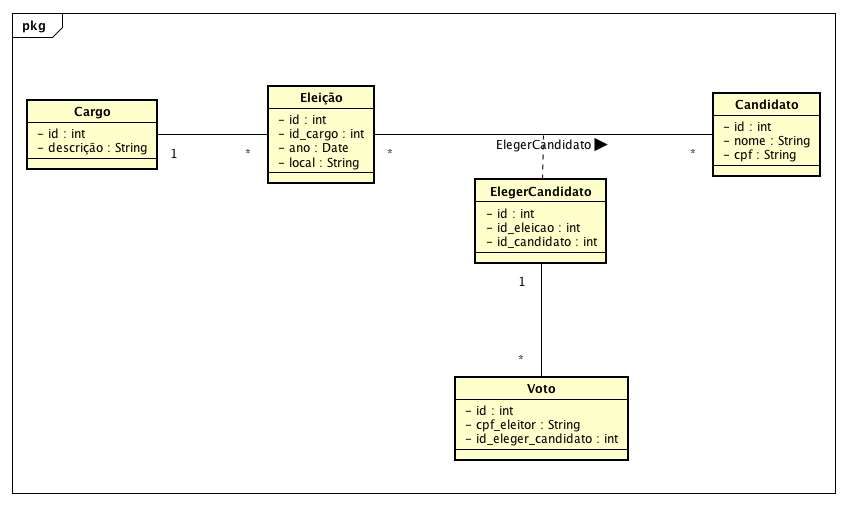 pkg
Cargo
- id : int
- descrição : String
1
*
Eleição
- id : int
- id_cargo : int
- ano : Date
- local : String
*
ElegerCandidato
*
Candidato
- id : int
- nome : String
- cpf : String
ElegerCandidato
- id : int
- id_eleicao : int
- id_candidato : int
1
*
Voto
- id : int
- cpf_eleitor : String
- id_eleger_candidato : int